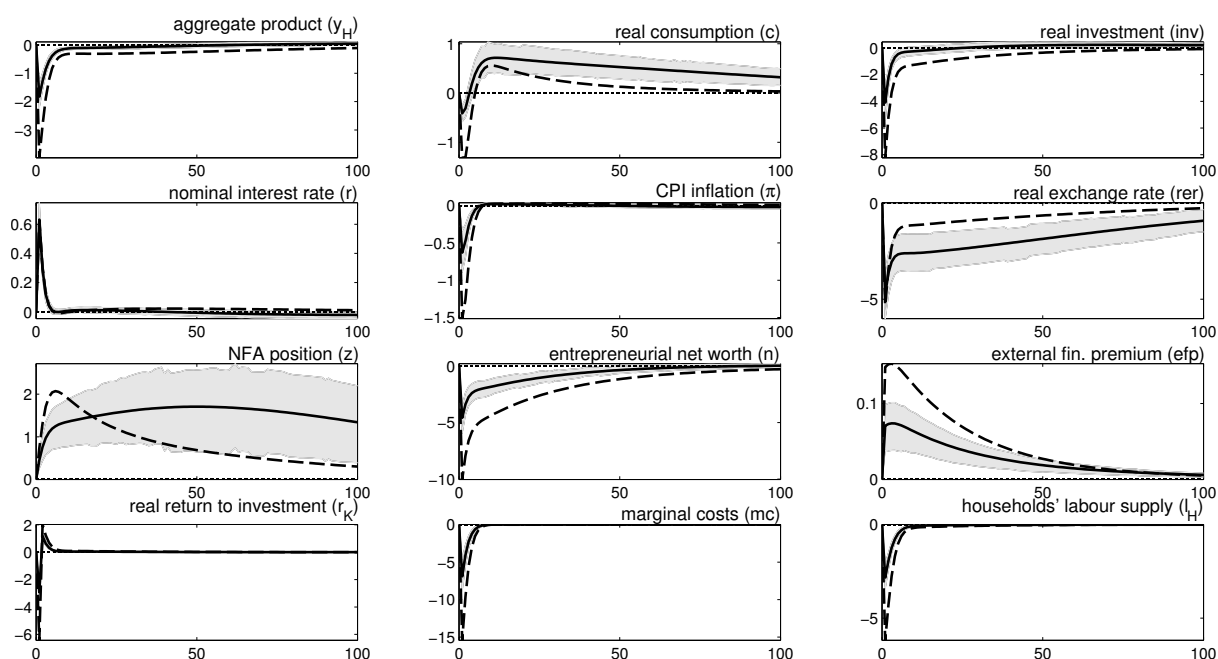 aggregate product (y_H)
0
−1
−2
−3
0 50 100
real consumption (c)
1
0
1
0 50 100
real investment (inv)
0
−2
−4
−6
−8
0 50 100
nominal interest rate (r)
0.6
0.4
0.2
0
0 50 100
CPI inflation (π)
0
−0.5
−1
−1.5
0 50 100
real exchange rate (rer)
0
−5
0 50 100
NFA position (z)
2
1
0
0 50 100
entrepreneurial net worth (n)
0
−5
−10
0 50 100
external fin. premium (efp)
0.1
0
0 50 100
real return to investment (r_K)
2
0
−2
−4
−6
0 50 100
marginal costs (mc)
0
−5
−10
−15
0 50 100
households' labour supply (l_H)
0
−5
0 50 100